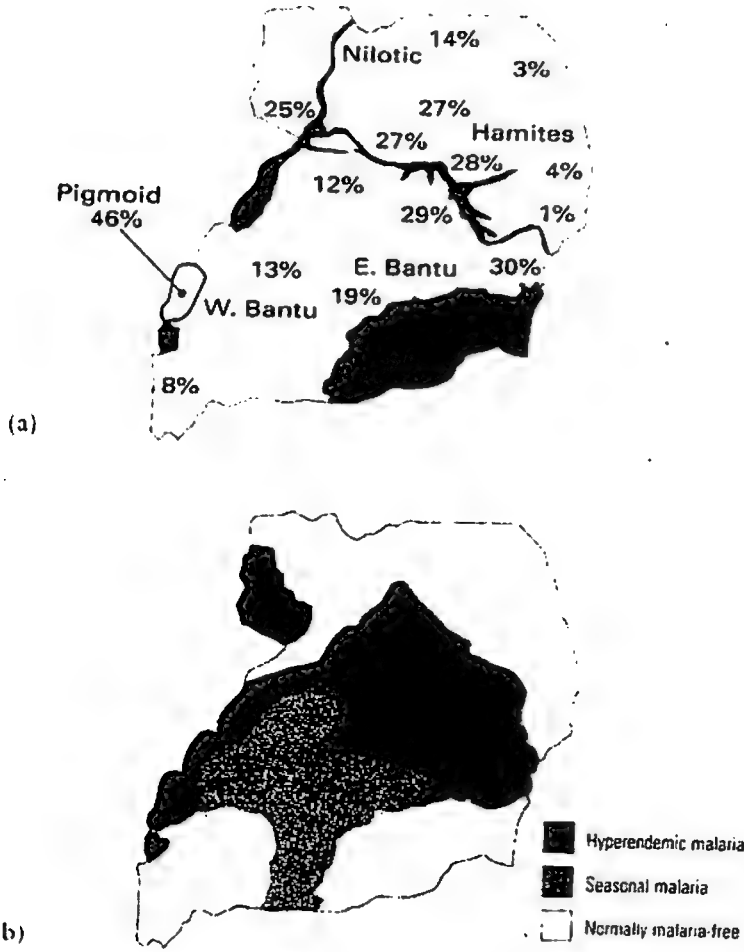 14%
Nilotic
3%
25%
27%
27%
Hamites
28%
4%
12%
Pigmoid
46%
29%
1%
13%
E. Bantu
30%
19%
W. Bantu
8%
(a)
Hyperendemic malaria
Seasonal malaria
b)
Normally malaria-free